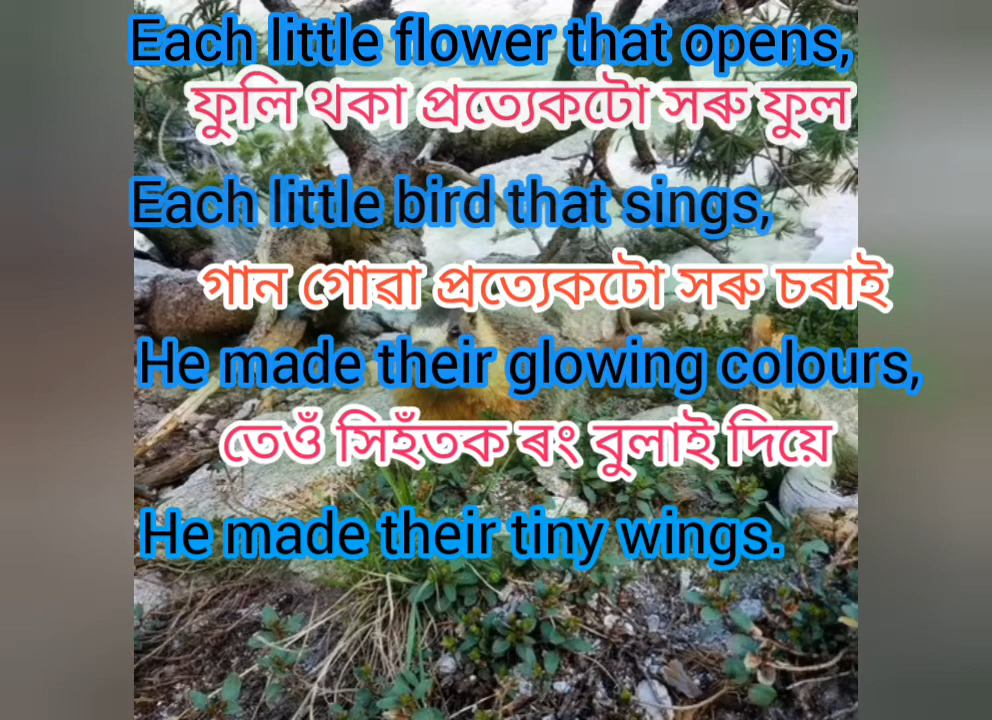 Each little flower that opens,
ফুলি থকা প্ৰত্যেকটো সৰু ফুল
Each little bird that sings,
গান গোৱা প্ৰত্যেকটো সৰু চৰাই
He made their glowing colours,
তেওঁ সিহঁতক ৰং বুলাই দিয়ে
He made their tiny wings.